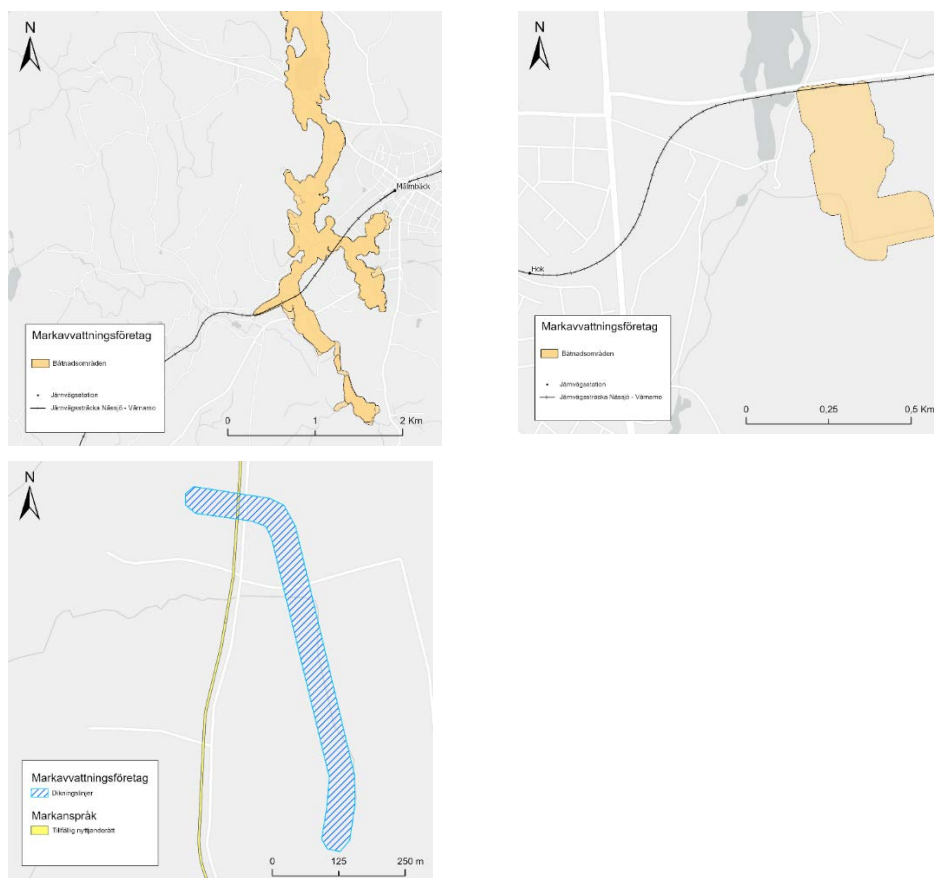 N
Malmbäck
Markavvattningsföretag
Båtnadsområden
Järnvägsstation
Järnvägssträcka Nässjö - Värnamo
0 1 2 Km
N
Hok
Markavvattningsföretag
Båtnadsområden
Järnvägsstation
Järnvägssträcka Nässjö - Värnamo
0 0,25 0,5 Km
N
Markavvattningsföretag
Dikningslinjer
Markanspråk
Tillfällig nyttjanderätt
0 125 250 m